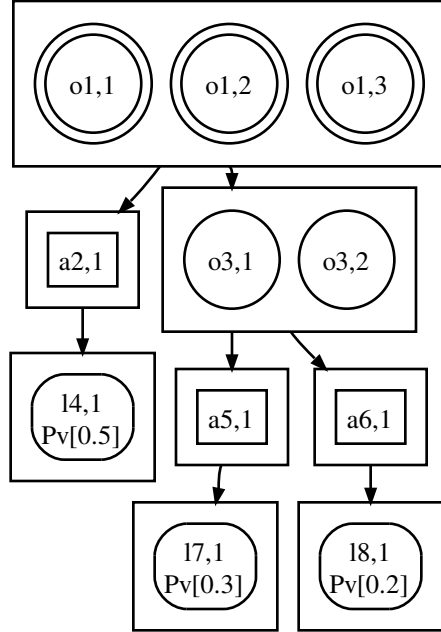 o1,1 o1,2 o1,3
a2,1 o3,1 o3,2
l4,1
Pv[0.5]
a5,1 a6,1
l7,1 l8,1
Pv[0.3] Pv[0.2]